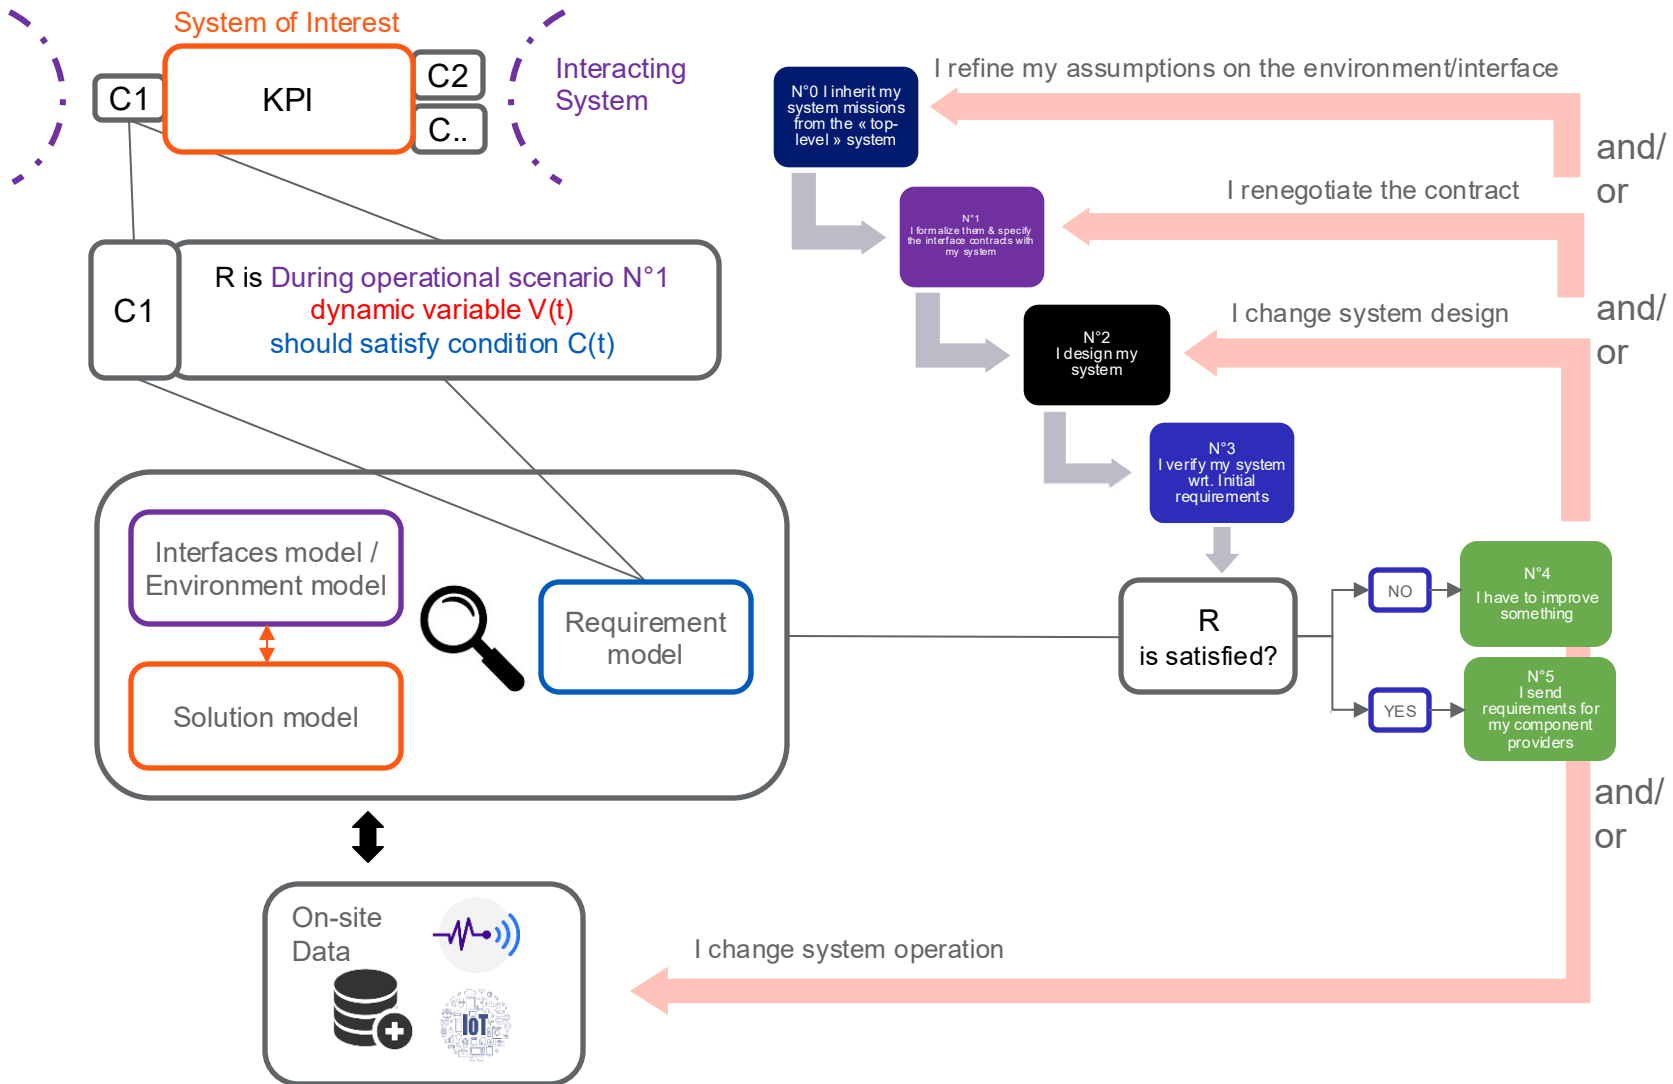 System of Interest
C1
KPI
C2
C..
Interacting
System
C1
R is During operational scenario N°1
dynamic variable V(t)
should satisfy condition C(t)
Interfaces model /
Environment model
Solution model
Requirement
model
On-site
Data
IoT
I refine my assumptions on the environment/interface
N°0 I inherit my
system missions
from the « top-
level » system
and/
or
I renegotiate the contract
N°1
I formalize them & specify
the interface contracts with
my system
and/
or
I change system design
N°2
I design my
system
N°3
I verify my system
wrt. Initial
requirements
R
is satisfied?
NO
N°4
I have to improve
something
YES
N°5
I send
requirements for
my component
providers
and/
or
I change system operation